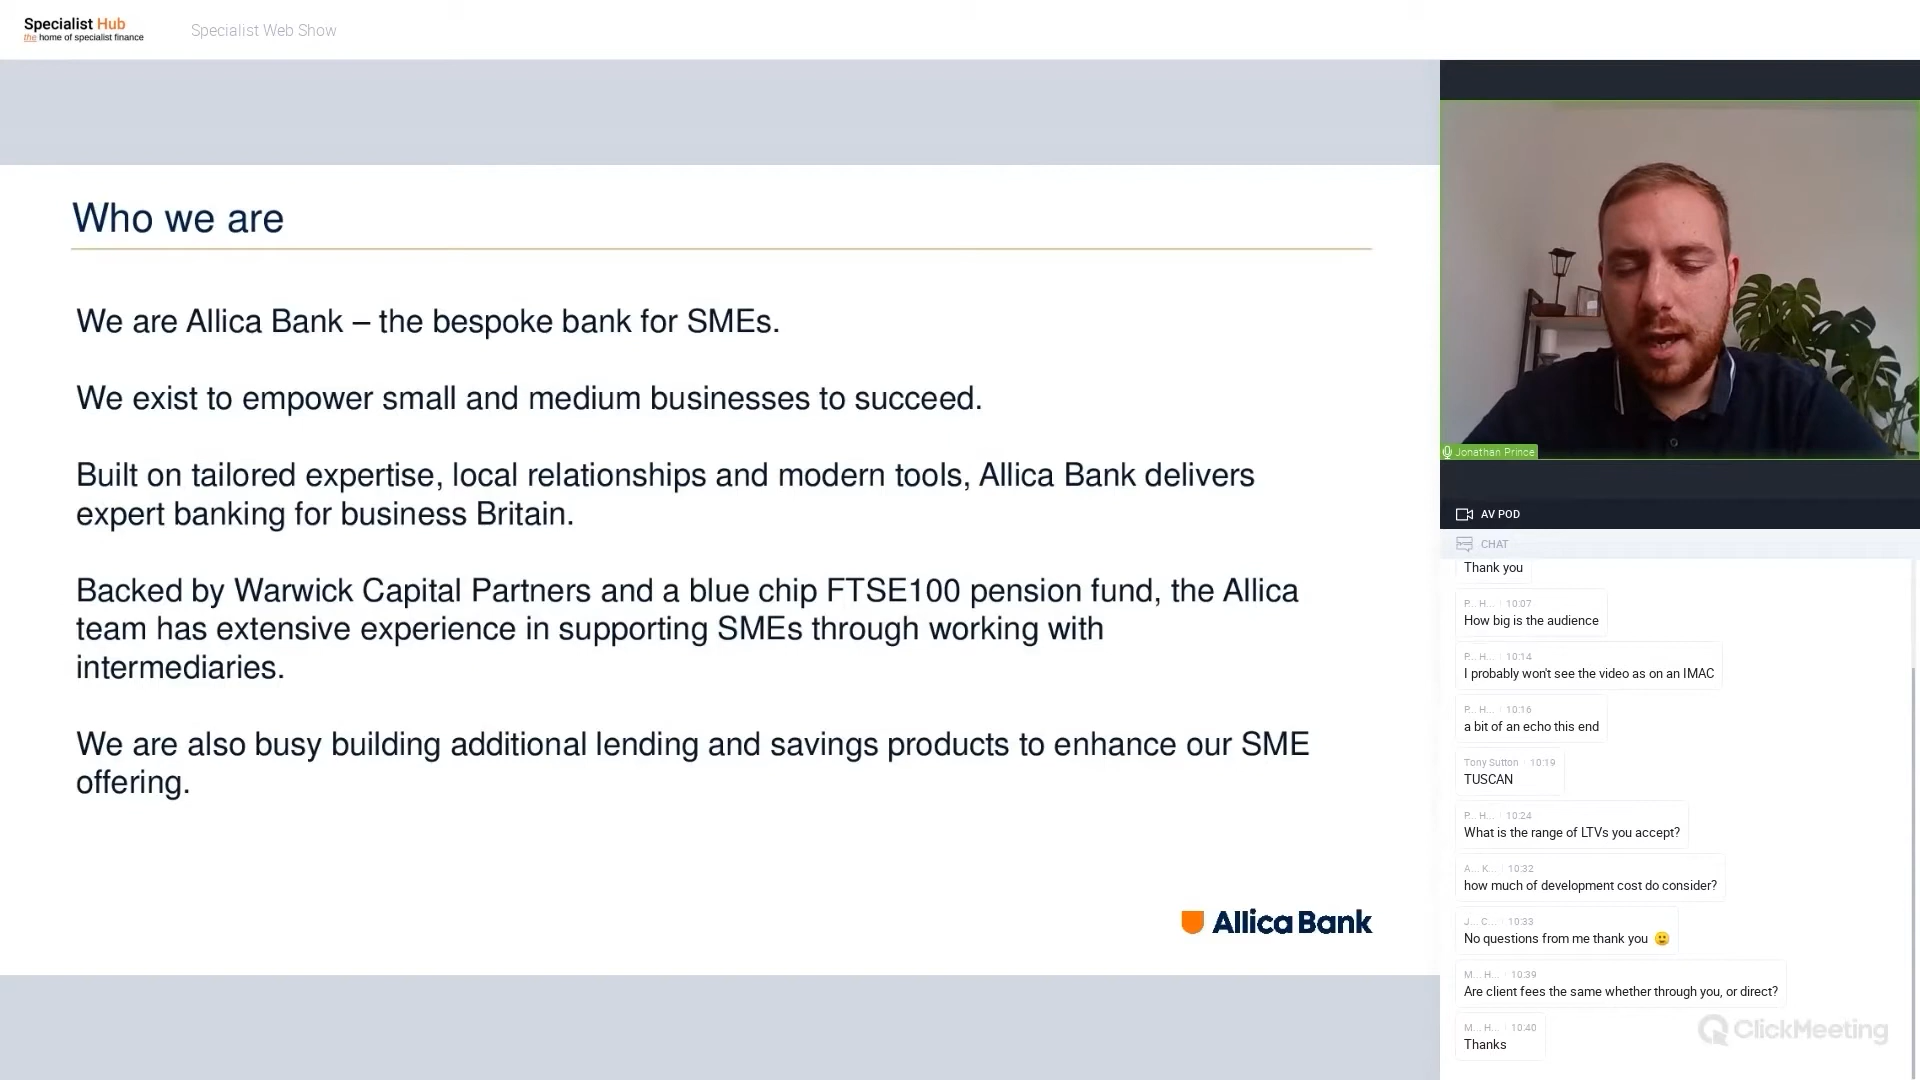 Specialist Hub
the home of specialist finance
Specialist Web Show
Who we are
We are Allica Bank – the bespoke bank for SMEs.
We exist to empower small and medium businesses to succeed.
Built on tailored expertise, local relationships and modern tools, Allica Bank delivers
expert banking for business Britain.
Backed by Warwick Capital Partners and a blue chip FTSE100 pension fund, the Allica
team has extensive experience in supporting SMEs through working with
intermediaries.
We are also busy building additional lending and savings products to enhance our SME
offering.
Allica Bank
Jonathan Prince
AV POD
CHAT
Thank you
P... H... 10:07
How big is the audience
P... H... 10:14
I probably won't see the video as on an IMAC
P... H... 10:16
a bit of an echo this end
Tony Sutton 10:19
TUSCAN
P... H... 10:24
What is the range of LTVs you accept?
A... K... 10:32
how much of development cost do consider?
J... C... 10:33
No questions from me thank you 🙂
M... H... 10:39
Are client fees the same whether through you, or direct?
M... H... 10:40
Thanks
ClickMeeting